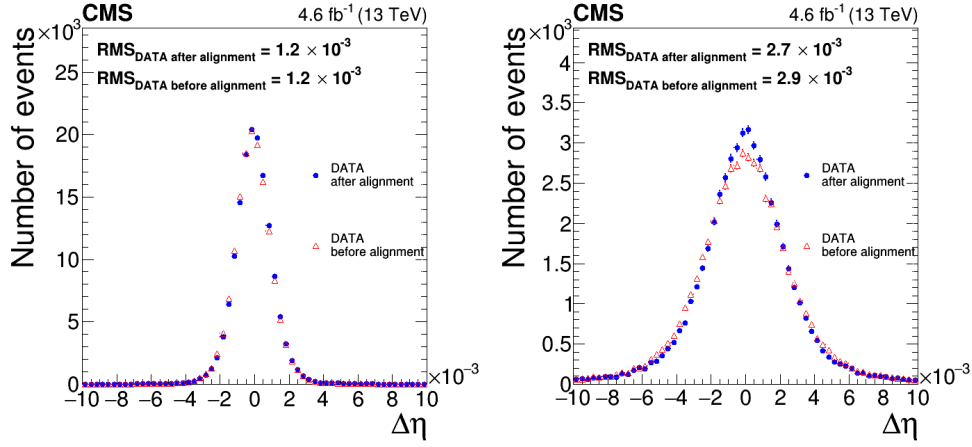 CMS 4.6 fb⁻¹ (13 TeV)
×10³
RMS_DATA after alignment = 1.2 × 10⁻³
RMS_DATA before alignment = 1.2 × 10⁻³
Number of events
25
20
15
10
5
0
DATA
after alignment
DATA
before alignment
−10 −8 −6 −4 −2 0 2 4 6 8 10
×10⁻³
Δη
CMS 4.6 fb⁻¹ (13 TeV)
×10³
RMS_DATA after alignment = 2.7 × 10⁻³
RMS_DATA before alignment = 2.9 × 10⁻³
Number of events
4
3.5
3
2.5
2
1.5
1
0.5
0
DATA
after alignment
DATA
before alignment
−10 −8 −6 −4 −2 0 2 4 6 8 10
×10⁻³
Δη